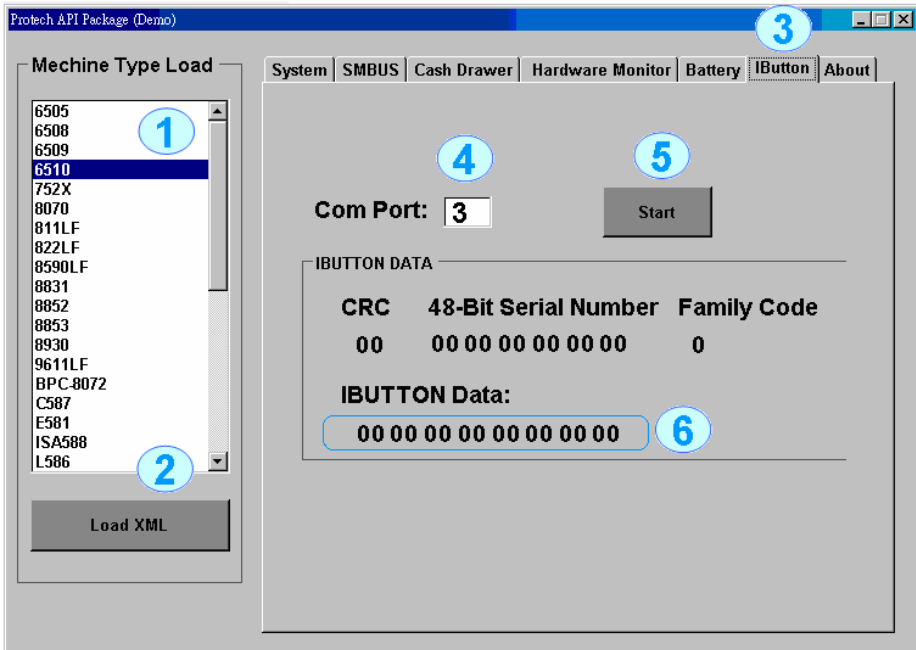 Protech API Package (Demo)
3
Mechine Type Load
System SMBUS Cash Drawer Hardware Monitor Battery IButton About
6505
6508
6509
6510
752X
8070
811LF
822LF
8590LF
8831
8852
8853
8930
9611LF
BPC-8072
C587
E581
ISA588
L586
1
2
Load XML
4
5
Com Port: 3
Start
IBUTTON DATA
CRC 48-Bit Serial Number Family Code
00 00 00 00 00 00 00 0
IBUTTON Data:
00 00 00 00 00 00 00 00
6